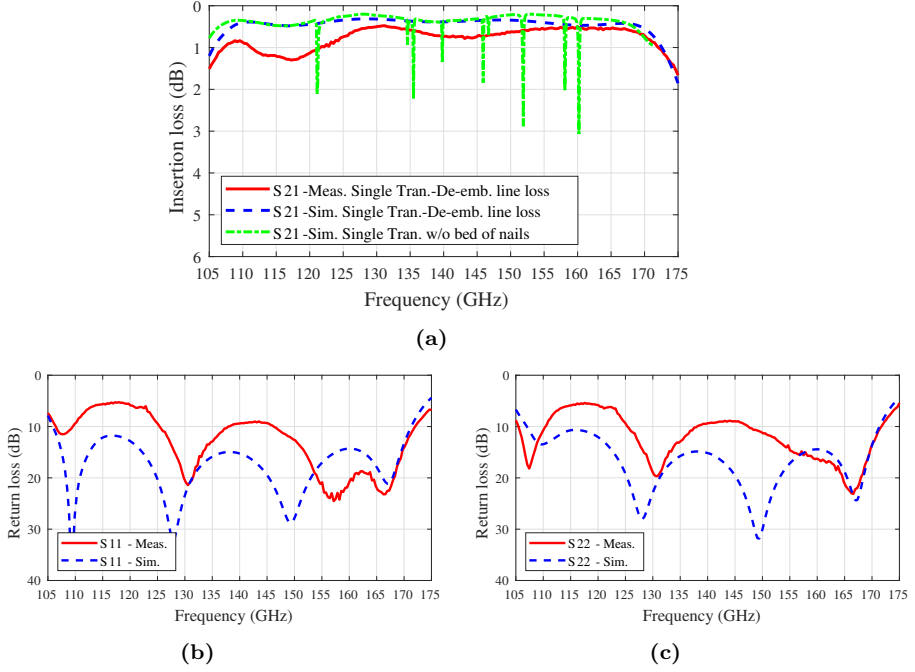 0
1
2
3
4
5
6
Insertion loss (dB)
S21-Meas. Single Tran.-De-emb. line loss
S21-Sim. Single Tran.-De-emb. line loss
S21-Sim. Single Tran. w/o bed of nails
105 110 115 120 125 130 135 140 145 150 155 160 165 170 175
Frequency (GHz)
(a)
0
10
20
30
40
Return loss (dB)
S11 - Meas.
S11 - Sim.
105 110 115 120 125 130 135 140 145 150 155 160 165 170 175
Frequency (GHz)
(b)
0
10
20
30
40
Return loss (dB)
S22 - Meas.
S22 - Sim.
105 110 115 120 125 130 135 140 145 150 155 160 165 170 175
Frequency (GHz)
(c)